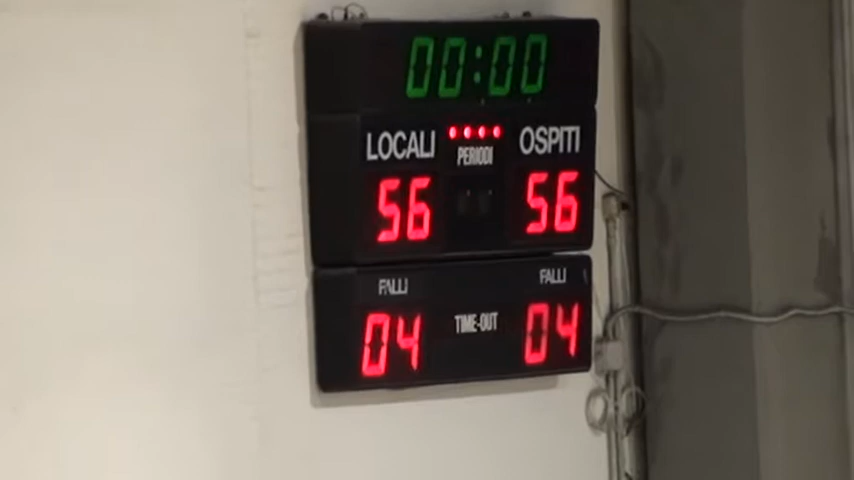 00:00
LOCALI PERIODI OSPITI
56 56
FALLI FALLI
04 TIME-OUT 04